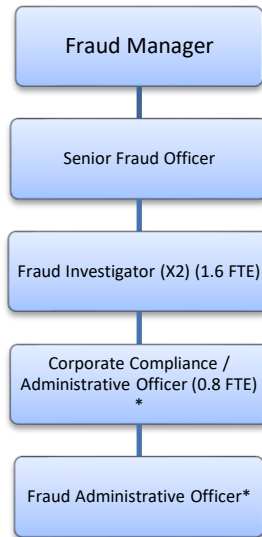 Fraud Manager
Senior Fraud Officer
Fraud Investigator (X2) (1.6 FTE)
Corporate Compliance /
Administrative Officer (0.8 FTE)
*
Fraud Administrative Officer*